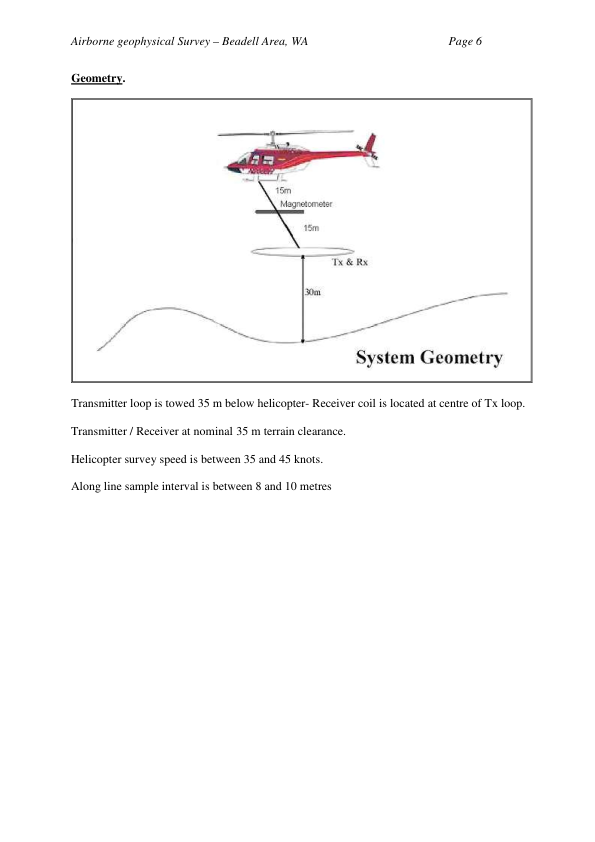 Airborne geophysical Survey – Beadell Area, WA Page 6
Geometry.
15m
Magnetometer
15m
Tx & Rx
30m
System Geometry
Transmitter loop is towed 35 m below helicopter- Receiver coil is located at centre of Tx loop.
Transmitter / Receiver at nominal 35 m terrain clearance.
Helicopter survey speed is between 35 and 45 knots.
Along line sample interval is between 8 and 10 metres